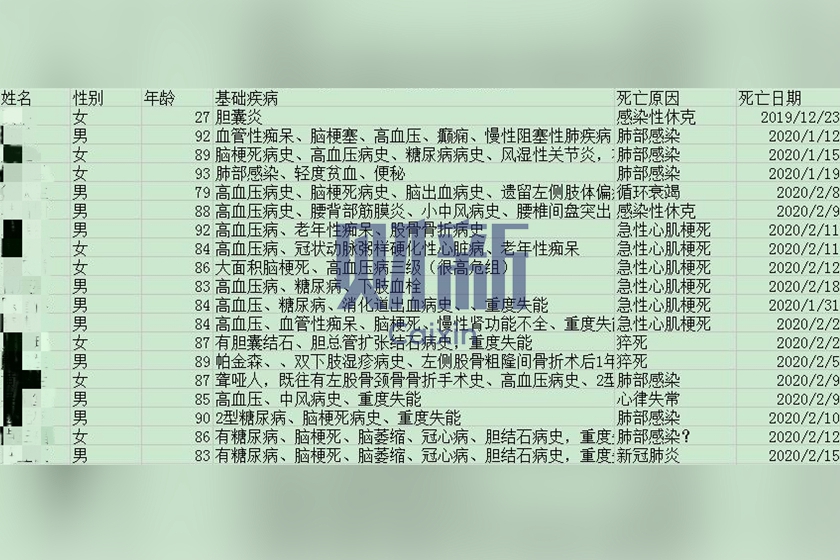 姓名 性别 年龄 基础疾病 死亡原因 死亡日期
女 27 胆囊炎 感染性休克 2019/12/23
男 92 血管性痴呆、脑梗塞、高血压、癫痫、慢性阻塞性肺疾病 肺部感染 2020/1/12
女 89 脑梗死病史、高血压病史、糖尿病病史、风湿性关节炎, 肺部感染 2020/1/15
女 93 肺部感染、轻度贫血、便秘 肺部感染 2020/1/19
男 79 高血压病史、脑梗死病史、脑出血病史、遗留左侧肢体偏 循环衰竭 2020/2/8
男 88 高血压病史、腰背部筋膜炎、小中风病史、腰椎间盘突出 感染性休克 2020/2/9
男 92 高血压病、老年性痴呆、股骨骨折病史 急性心肌梗死 2020/2/11
女 84 高血压病、冠状动脉粥样硬化性心脏病、老年性痴呆 急性心肌梗死 2020/2/11
女 86 大面积脑梗死、高血压病三级（很高危组） 急性心肌梗死 2020/2/12
男 83 高血压病、糖尿病、下肢血栓 急性心肌梗死 2020/2/18
男 84 高血压、糖尿病、消化道出血病史、、重度失能 急性心肌梗死 2020/1/31
男 84 高血压、血管性痴呆、脑梗死、慢性肾功能不全、重度失 急性心肌梗死 2020/2/3
女 87 有胆囊结石、胆总管扩张结石病史，重度失能 猝死 2020/2/2
男 89 帕金森、、双下肢湿疹病史、左侧股骨粗隆间骨折术后1年 猝死 2020/2/5
女 87 聋哑人，既往有左股骨颈骨骨折手术史、高血压病史、2型 肺部感染 2020/2/9
男 85 高血压、中风病史、重度失能 心律失常 2020/2/9
男 90 2型糖尿病、脑梗死病史、重度失能 肺部感染 2020/2/10
女 86 有糖尿病、脑梗死、脑萎缩、冠心病、胆结石病史，重度 肺部感染？ 2020/2/12
男 83 有糖尿病、脑梗死、脑萎缩、冠心病、胆结石病史，重度 新冠肺炎 2020/2/15
财新
Caixin